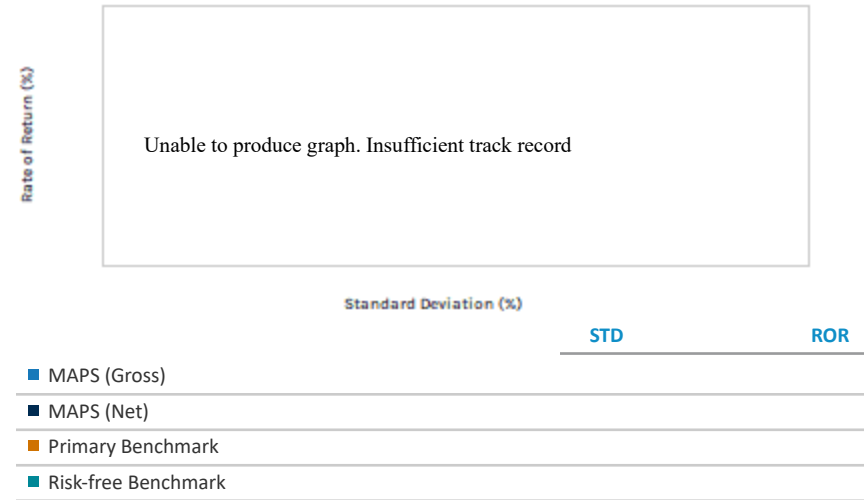 Rate of Return (%)
Unable to produce graph. Insufficient track record
Standard Deviation (%)
STD ROR
MAPS (Gross)
MAPS (Net)
Primary Benchmark
Risk-free Benchmark